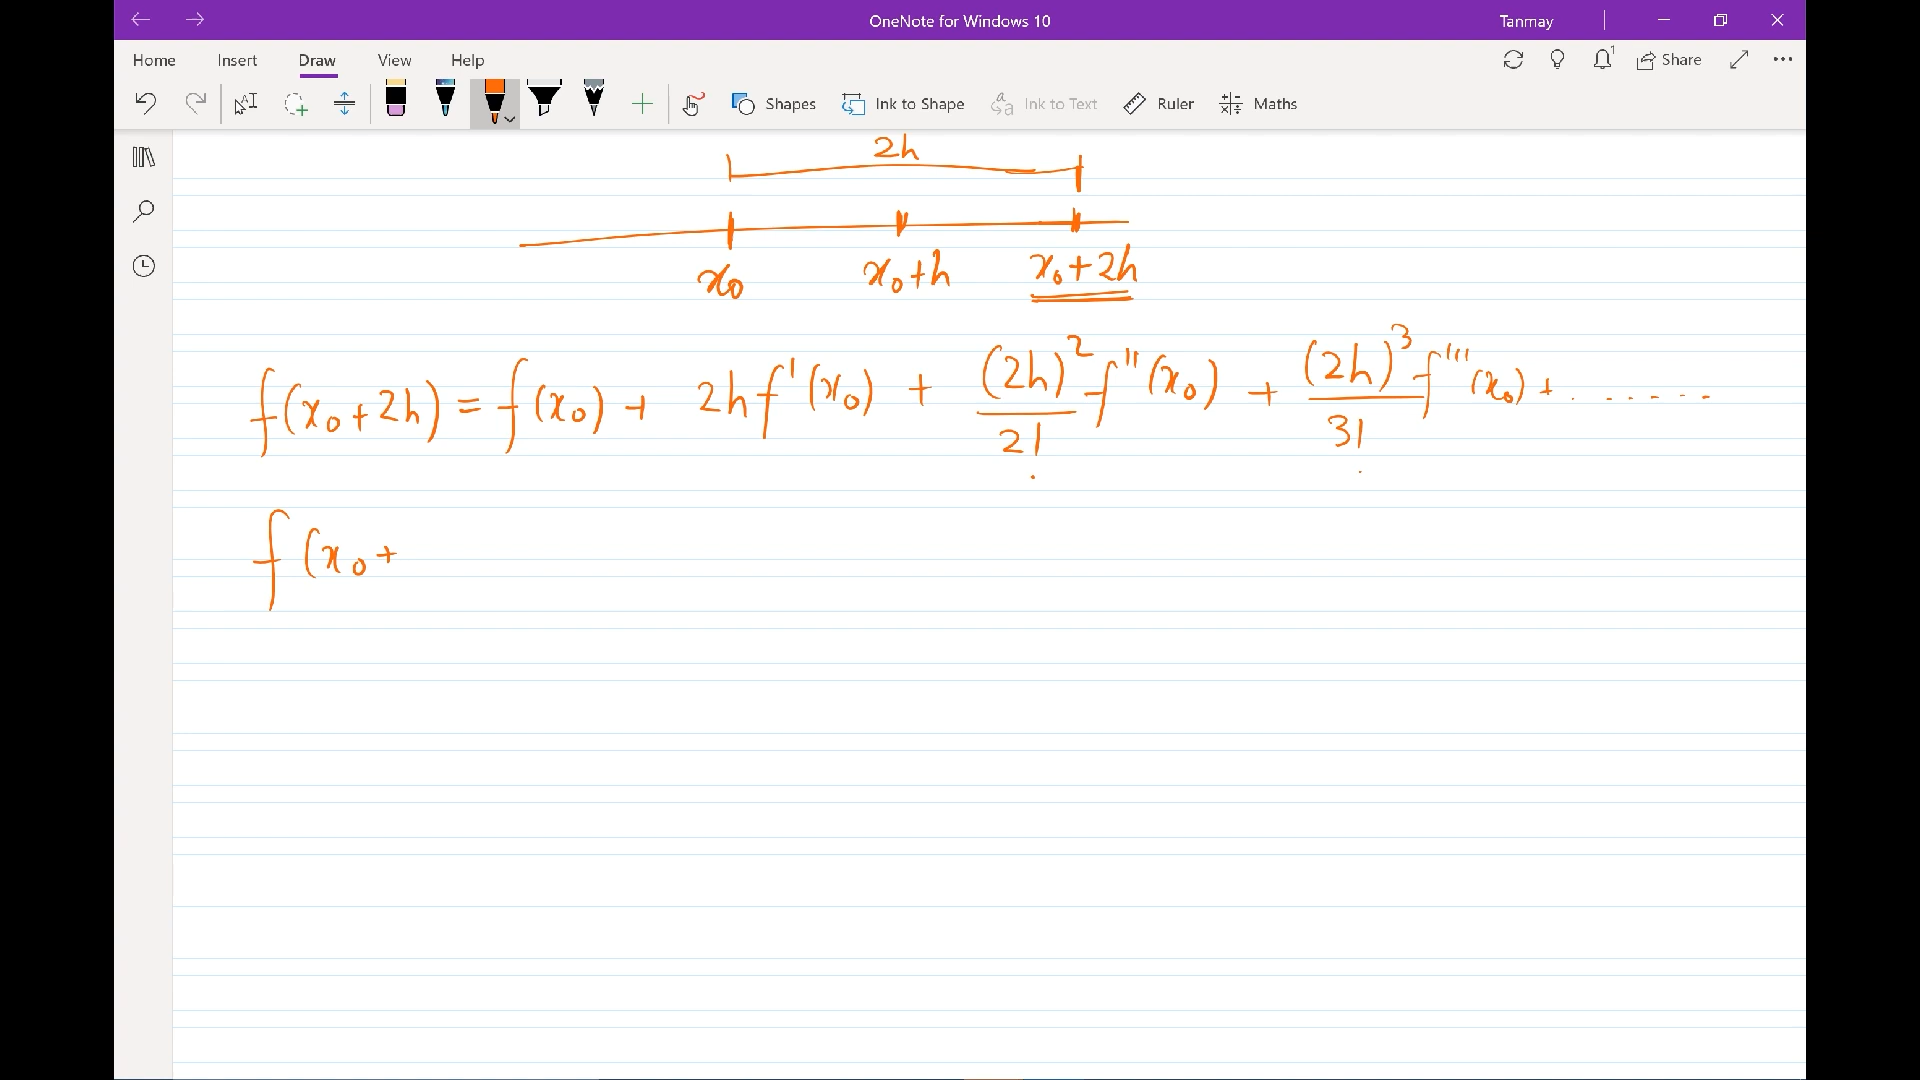 OneNote for Windows 10
Tanmay
Home Insert Draw View Help
1
Share
Shapes Ink to Shape Ink to Text Ruler Maths
2h
x₀ x₀+h x₀+2h
f(x₀+2h) = f(x₀) + 2hf'(x₀) + (2h)²/2! f''(x₀) + (2h)³/3! f'''(x₀) + .......
f(x₀+